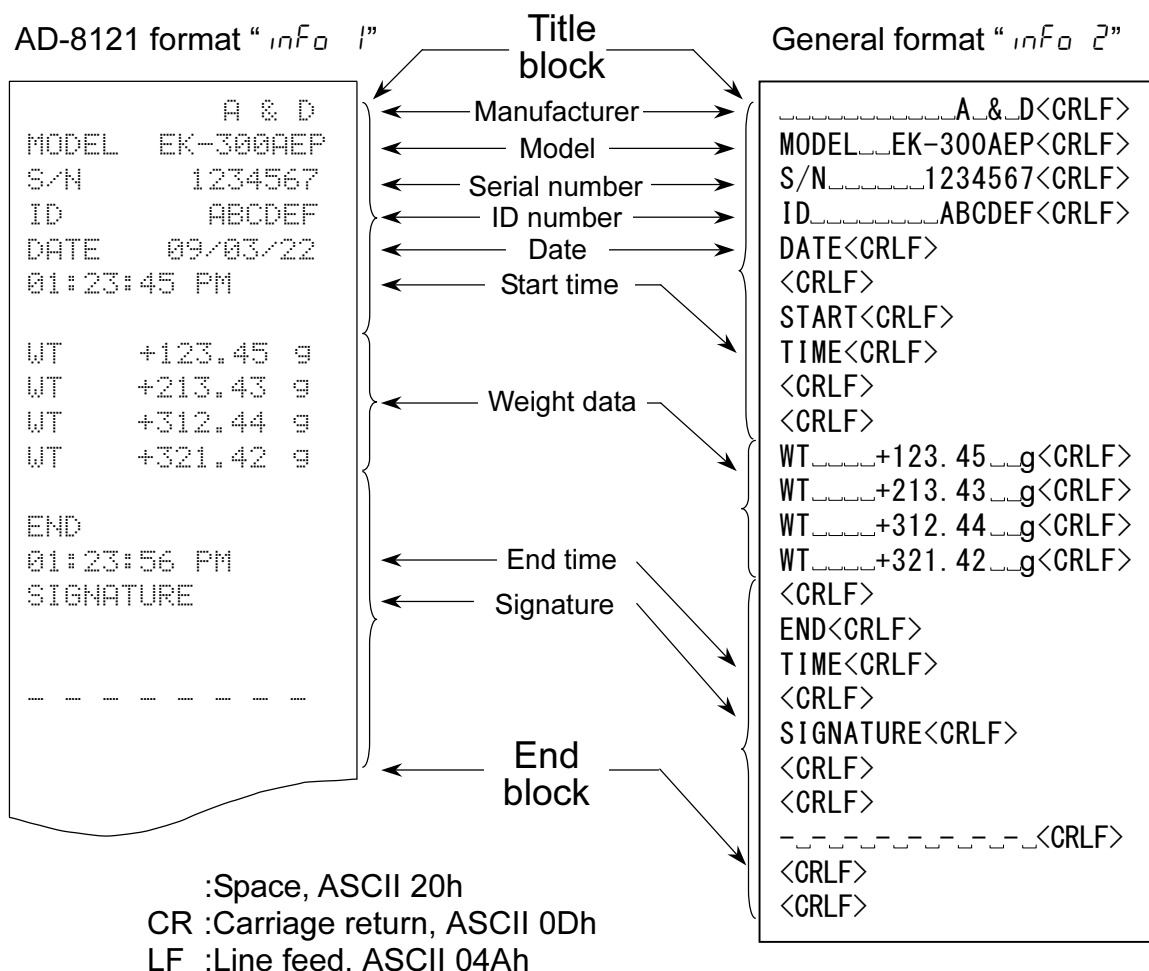 AD-8121 format “ info 1”
A & D
MODEL EK-300AEP
S/N 1234567
ID ABCDEF
DATE 09/03/22
01:23:45 PM
WT +123.45 g
WT +213.43 g
WT +312.44 g
WT +321.42 g
END
01:23:56 PM
SIGNATURE
- - - - - - - -
Title
block
Manufacturer
Model
Serial number
ID number
Date
Start time
Weight data
End time
Signature
End
block
General format “ info 2”
␣␣␣␣␣␣␣␣␣␣␣A␣&␣D<CRLF>
MODEL␣␣EK-300AEP<CRLF>
S/N␣␣␣␣␣␣1234567<CRLF>
ID␣␣␣␣␣␣␣␣ABCDEF<CRLF>
DATE<CRLF>
<CRLF>
START<CRLF>
TIME<CRLF>
<CRLF>
<CRLF>
WT␣␣␣␣+123.45␣␣g<CRLF>
WT␣␣␣␣+213.43␣␣g<CRLF>
WT␣␣␣␣+312.44␣␣g<CRLF>
WT␣␣␣␣+321.42␣␣g<CRLF>
<CRLF>
END<CRLF>
TIME<CRLF>
<CRLF>
SIGNATURE<CRLF>
<CRLF>
<CRLF>
-␣-␣-␣-␣-␣-␣-␣-␣<CRLF>
<CRLF>
<CRLF>
:Space, ASCII 20h
CR :Carriage return, ASCII 0Dh
LF :Line feed, ASCII 04Ah